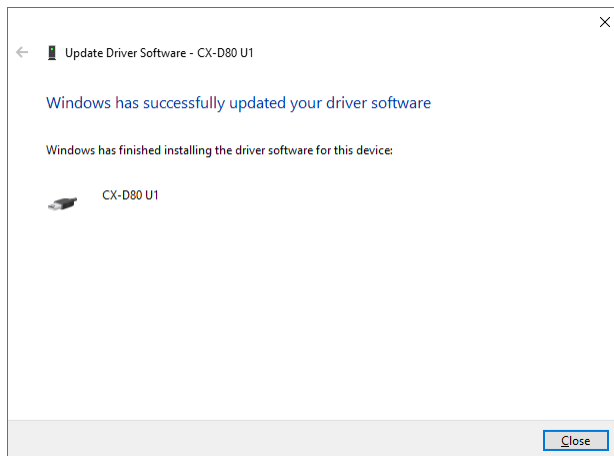 Update Driver Software - CX-D80 U1
Windows has successfully updated your driver software
Windows has finished installing the driver software for this device:
CX-D80 U1
Close